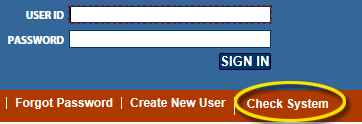 USER ID
PASSWORD
SIGN IN
| Forgot Password | Create New User | Check System